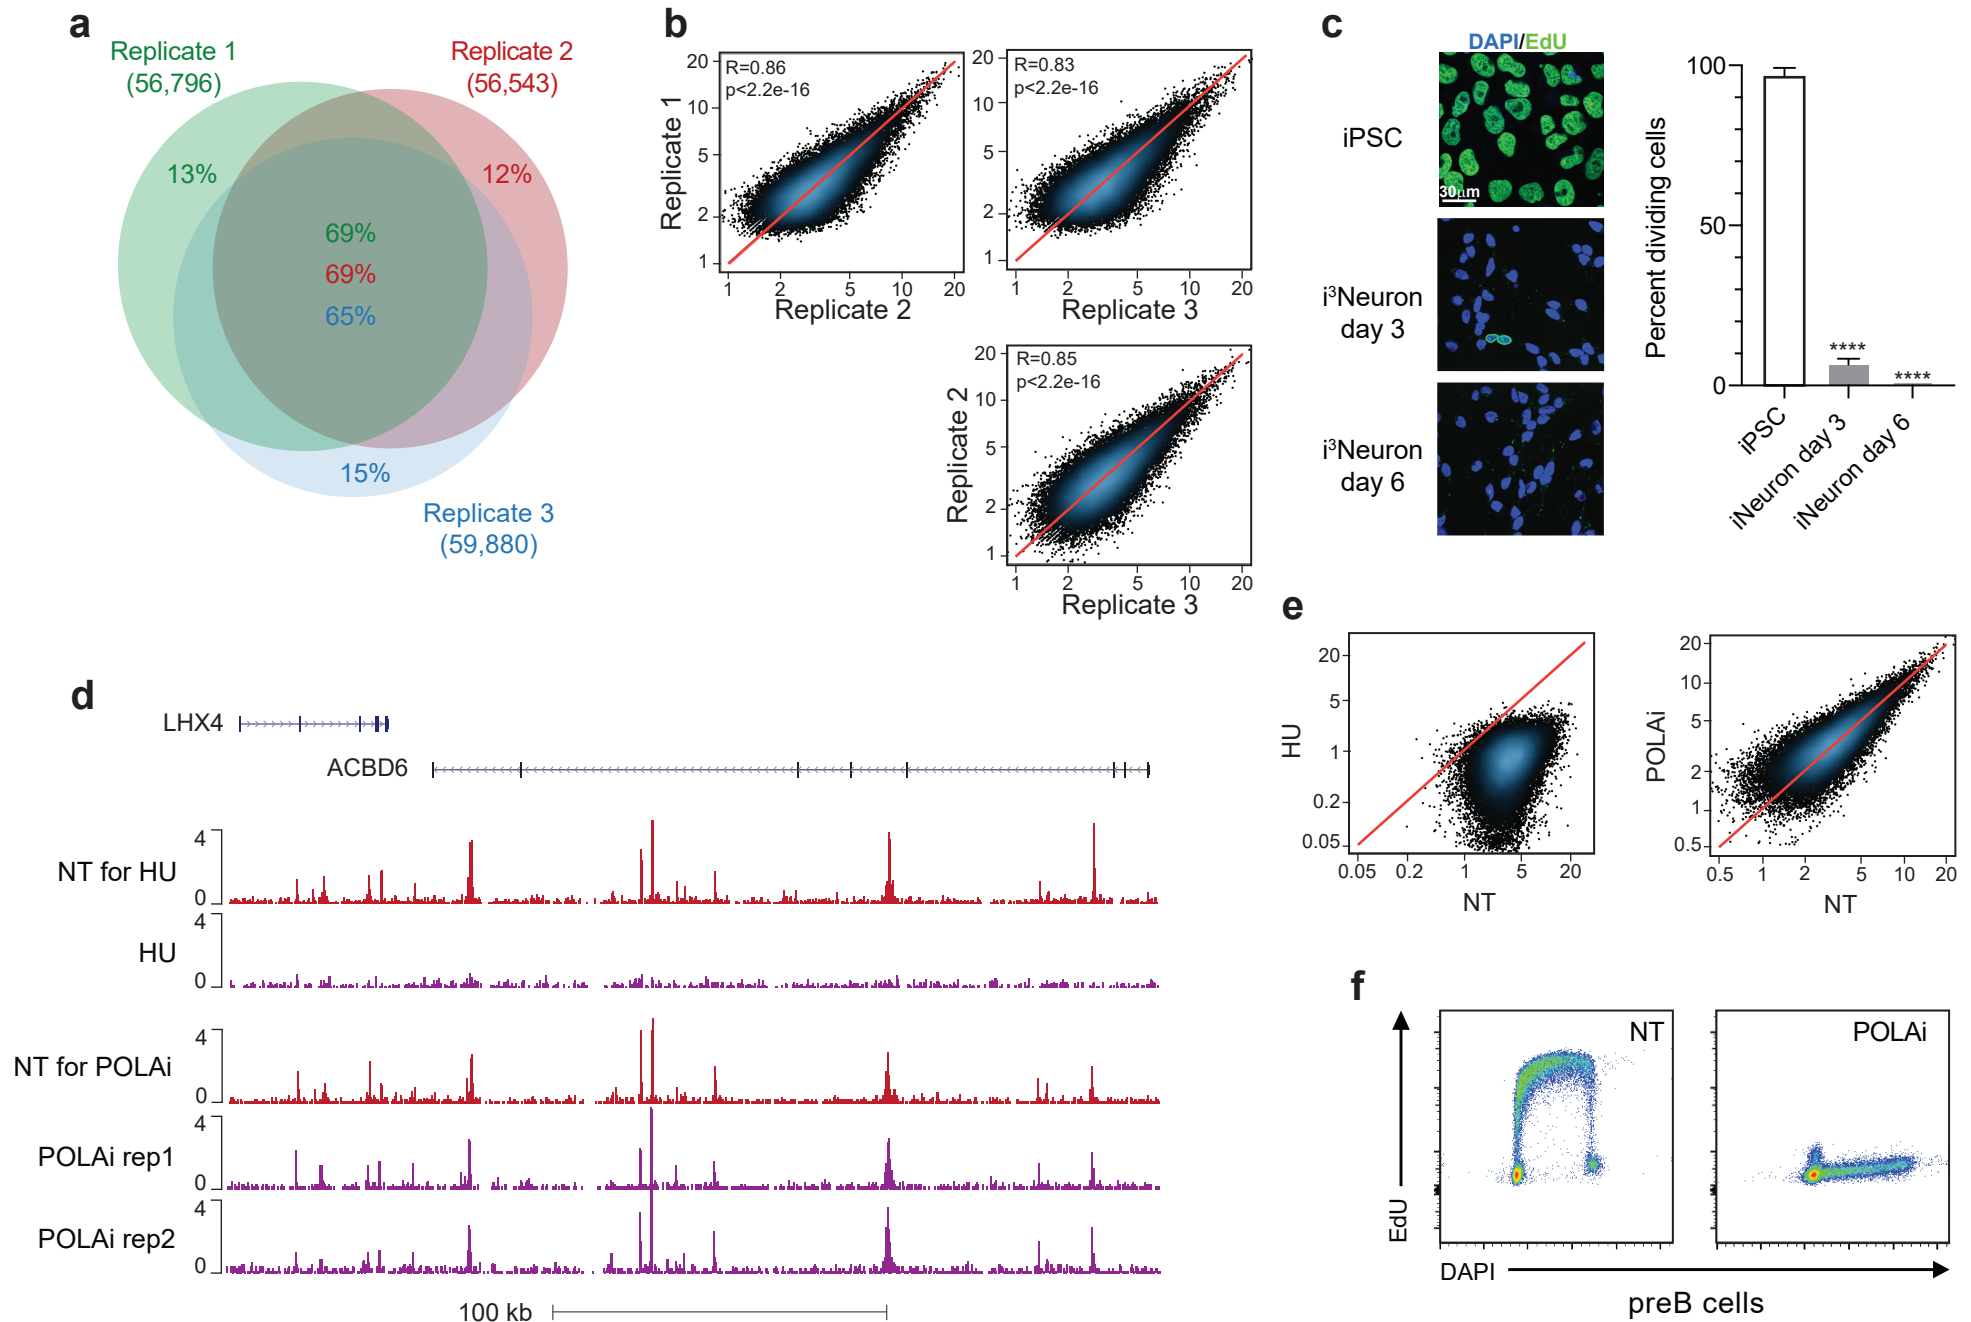 a
Replicate 1
(56,796)
Replicate 2
(56,543)
13%
12%
69%
69%
65%
15%
Replicate 3
(59,880)
b
R=0.86
p<2.2e-16
20
10
5
2
1
Replicate 1
1
2
5
10
20
Replicate 2
R=0.83
p<2.2e-16
20
10
5
2
1
1
2
5
10
20
Replicate 3
R=0.85
p<2.2e-16
20
10
5
2
1
Replicate 2
1
2
5
10
20
Replicate 3
c
DAPI/EdU
iPSC
30µm
i³Neuron
day 3
i³Neuron
day 6
Percent dividing cells
100
50
0
****
****
iPSC
iNeuron day 3
iNeuron day 6
d
LHX4
ACBD6
NT for HU
4
0
HU
4
0
NT for POLAi
4
0
POLAi rep1
4
0
POLAi rep2
4
0
100 kb
e
HU
20
5
1
0.2
0.05
0.05
0.2
1
5
20
NT
POLAi
20
10
5
2
1
0.5
0.5
1
2
5
10
20
NT
f
NT
POLAi
EdU
DAPI
preB cells